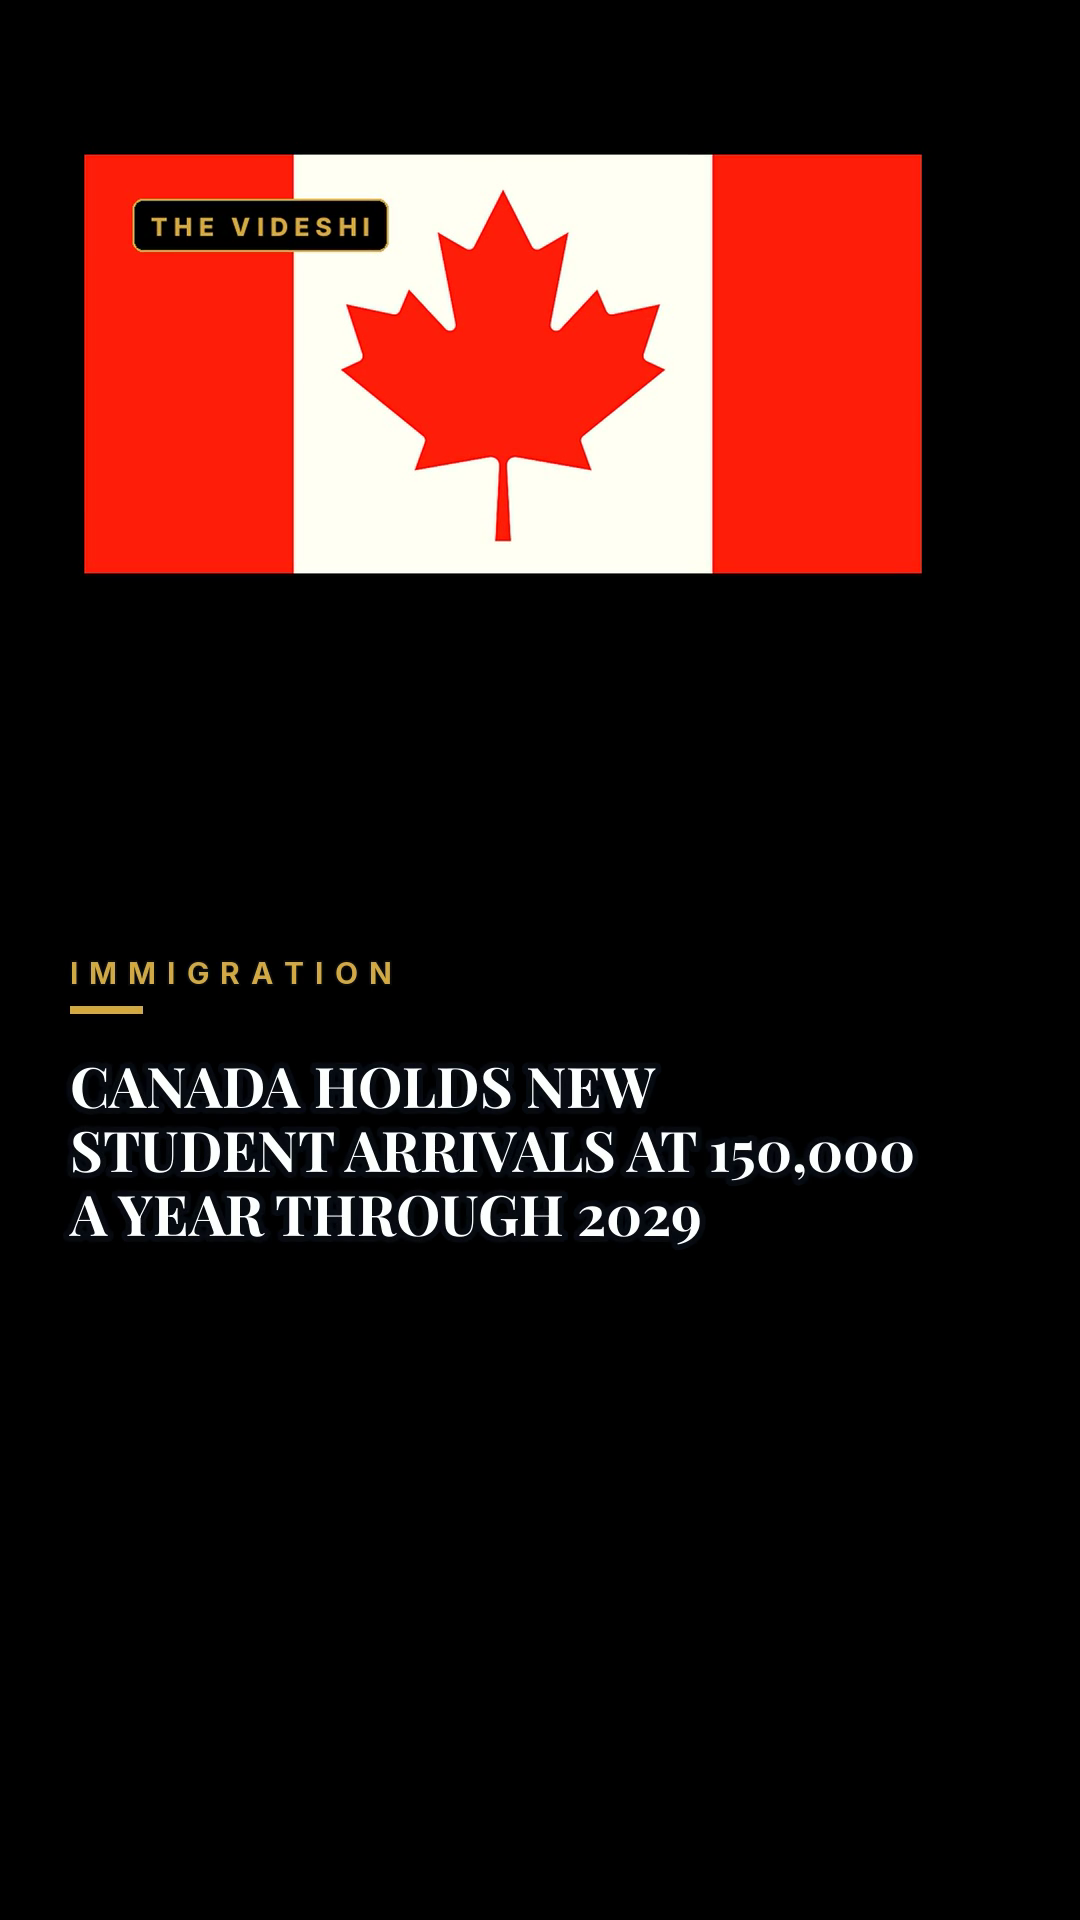 THE VIDESHI
IMMIGRATION
CANADA HOLDS NEW
STUDENT ARRIVALS AT 150,000
A YEAR THROUGH 2029